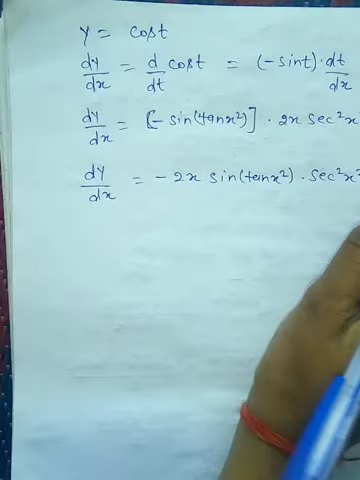 y = cost
dy/dx = d/dt cost = (-sint) · dt/dx
dy/dx = [-sin(tanx²)] · 2x sec²x
dy/dx = -2x sin(tanx²) · sec²x²